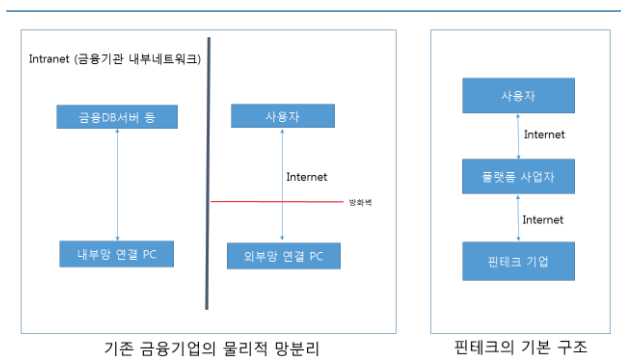 Intranet (금융기관 내부네트워크)
금융DB서버 등
사용자
Internet
방화벽
내부망 연결 PC
외부망 연결 PC
기존 금융기업의 물리적 망분리
사용자
Internet
플랫폼 사업자
Internet
핀테크 기업
핀테크의 기본 구조